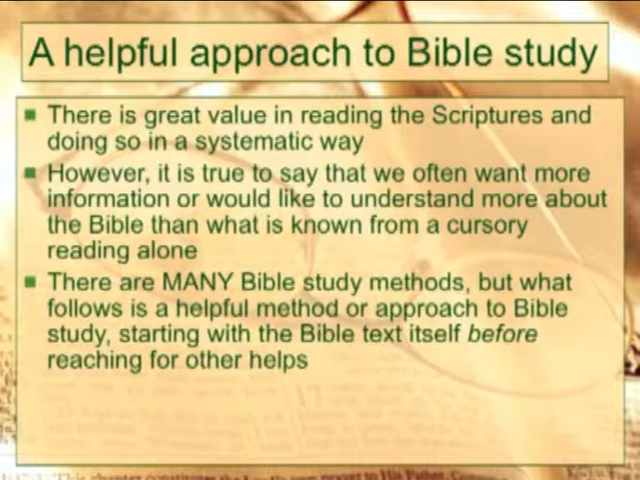 A helpful approach to Bible study
There is great value in reading the Scriptures and
doing so in a systematic way
However, it is true to say that we often want more
information or would like to understand more about
the Bible than what is known from a cursory
reading alone
There are MANY Bible study methods, but what
follows is a helpful method or approach to Bible
study, starting with the Bible text itself before
reaching for other helps